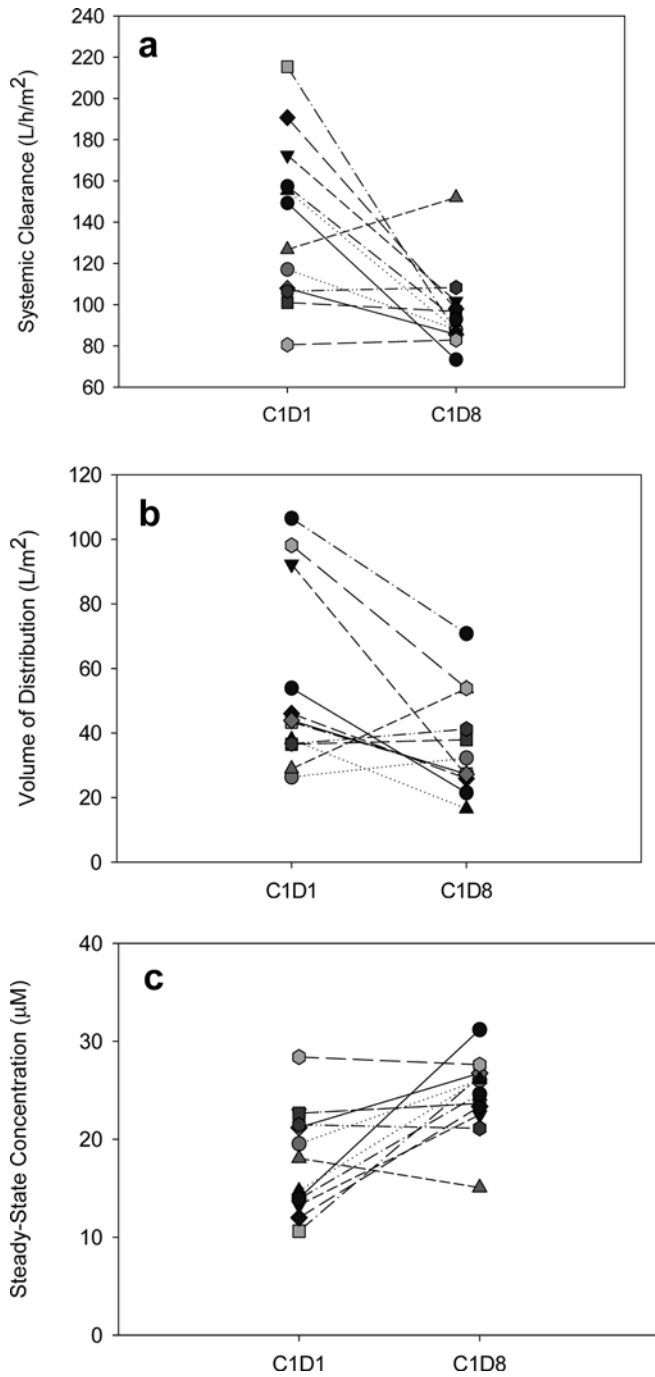 a
Systemic Clearance (L/h/m²)
240
220
200
180
160
140
120
100
80
60
C1D1 C1D8
b
Volume of Distribution (L/m²)
120
100
80
60
40
20
0
C1D1 C1D8
c
Steady-State Concentration (μM)
40
30
20
10
0
C1D1 C1D8